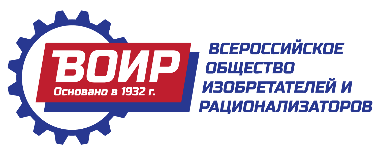 ВОИР
Основано в 1932 г.
ВСЕРОССИЙСКОЕ
ОБЩЕСТВО
ИЗОБРЕТАТЕЛЕЙ И
РАЦИОНАЛИЗАТОРОВ